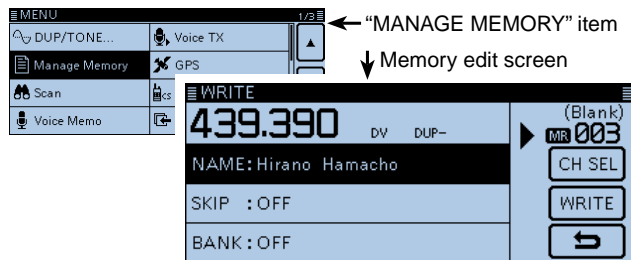 MENU 1/3
DUP/TONE... Voice TX
Manage Memory GPS
Scan CS
Voice Memo
“MANAGE MEMORY” item
Memory edit screen
WRITE
439.390 DV DUP–
(Blank)
MR 003
NAME:Hirano Hamacho
CH SEL
SKIP :OFF
WRITE
BANK:OFF